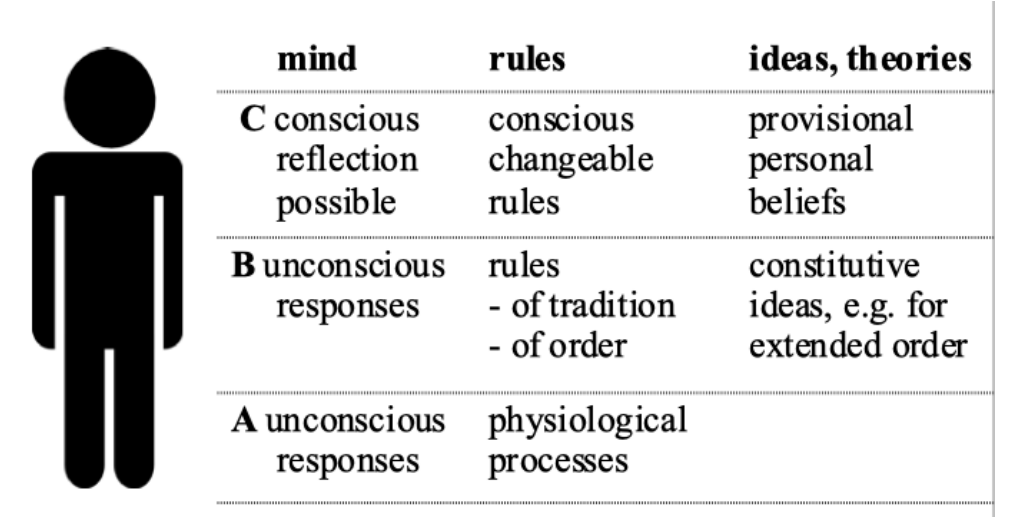 mind rules ideas, theories
C conscious conscious provisional
reflection changeable personal
possible rules beliefs
B unconscious rules constitutive
responses - of tradition ideas, e.g. for
- of order extended order
A unconscious physiological
responses processes